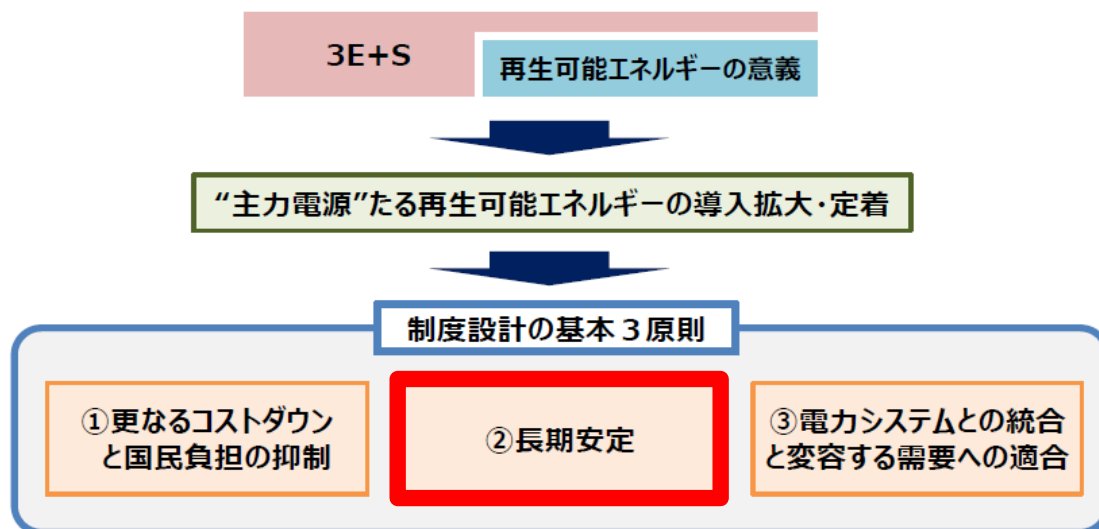 3E+S
再生可能エネルギーの意義
“主力電源”たる再生可能エネルギーの導入拡大・定着
制度設計の基本３原則
①更なるコストダウン
と国民負担の抑制
②長期安定
③電力システムとの統合
と変容する需要への適合